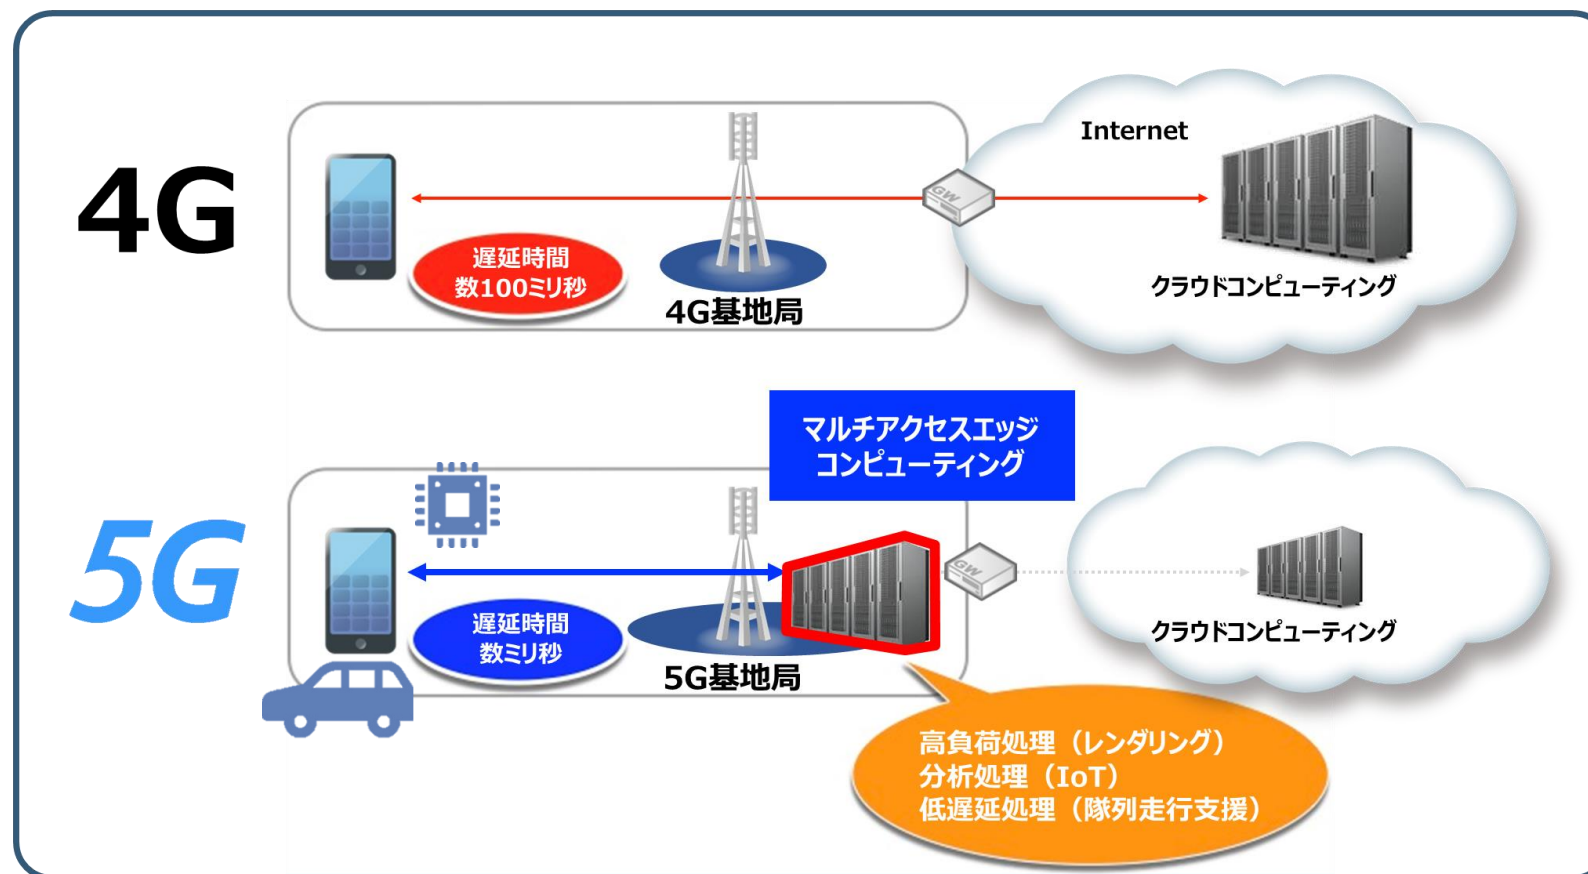 4G
Internet
GW
遅延時間
数100ミリ秒
4G基地局
クラウドコンピューティング
マルチアクセスエッジ
コンピューティング
5G
GW
遅延時間
数ミリ秒
5G基地局
クラウドコンピューティング
高負荷処理（レンダリング）
分析処理（IoT）
低遅延処理（隊列走行支援）